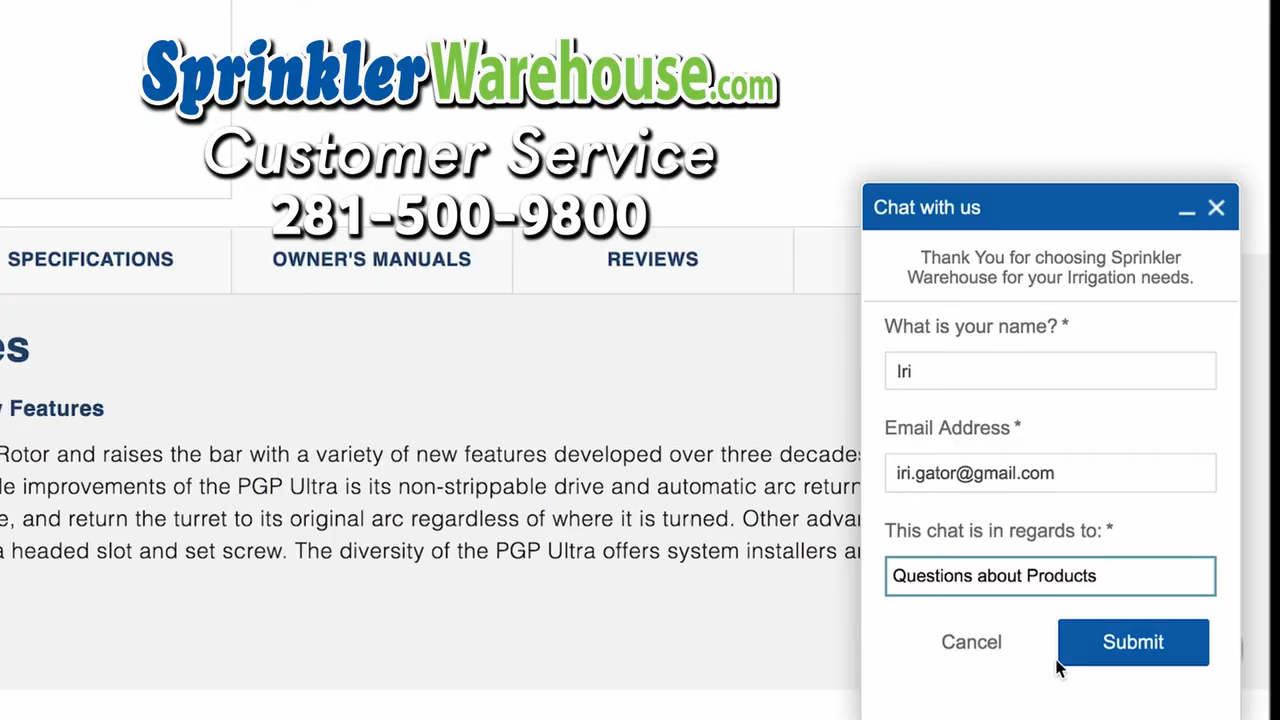 SprinklerWarehouse.com
Customer Service
281-500-9800
SPECIFICATIONS
OWNER'S MANUALS
REVIEWS
es
Features
Rotor and raises the bar with a variety of new features developed over three decades
le improvements of the PGP Ultra is its non-strippable drive and automatic arc return
e, and return the turret to its original arc regardless of where it is turned. Other adva
a headed slot and set screw. The diversity of the PGP Ultra offers system installers a
Chat with us
Thank You for choosing Sprinkler
Warehouse for your Irrigation needs.
What is your name? *
Iri
Email Address *
iri.gator@gmail.com
This chat is in regards to: *
Questions about Products
Cancel
Submit